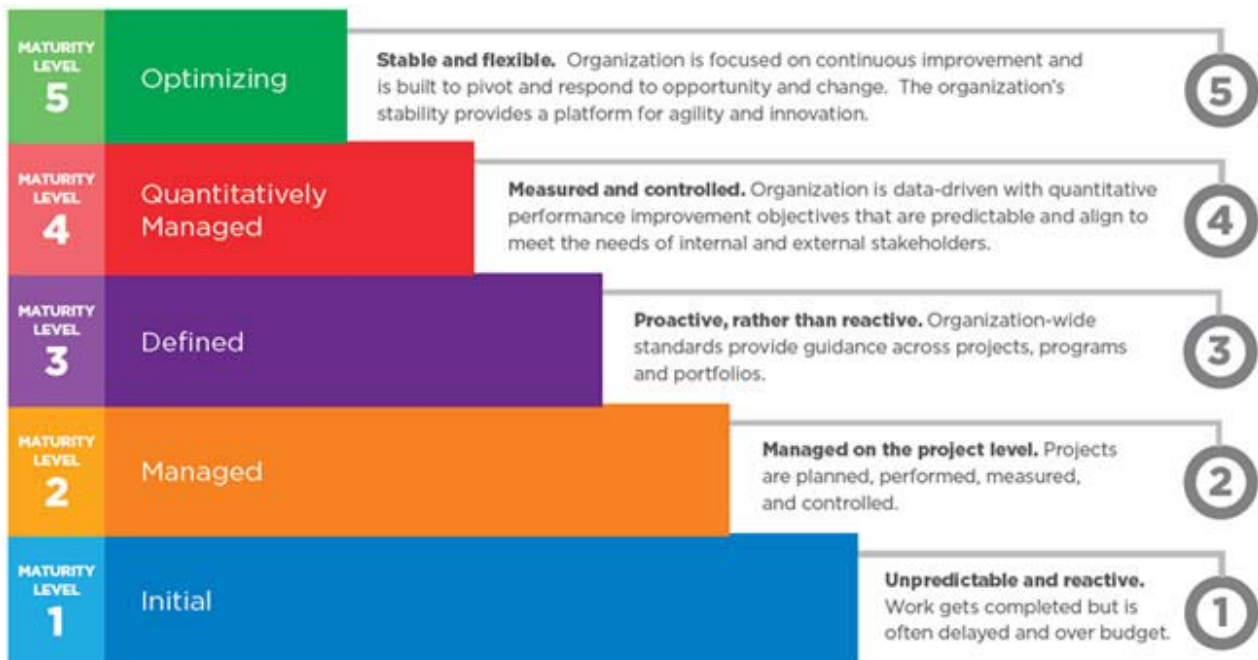 MATURITY
LEVEL
5
Optimizing
Stable and flexible. Organization is focused on continuous improvement and
is built to pivot and respond to opportunity and change. The organization's
stability provides a platform for agility and innovation.
5
MATURITY
LEVEL
4
Quantitatively
Managed
Measured and controlled. Organization is data-driven with quantitative
performance improvement objectives that are predictable and align to
meet the needs of internal and external stakeholders.
4
MATURITY
LEVEL
3
Defined
Proactive, rather than reactive. Organization-wide
standards provide guidance across projects, programs
and portfolios.
3
MATURITY
LEVEL
2
Managed
Managed on the project level. Projects
are planned, performed, measured,
and controlled.
2
MATURITY
LEVEL
1
Initial
Unpredictable and reactive.
Work gets completed but is
often delayed and over budget.
1